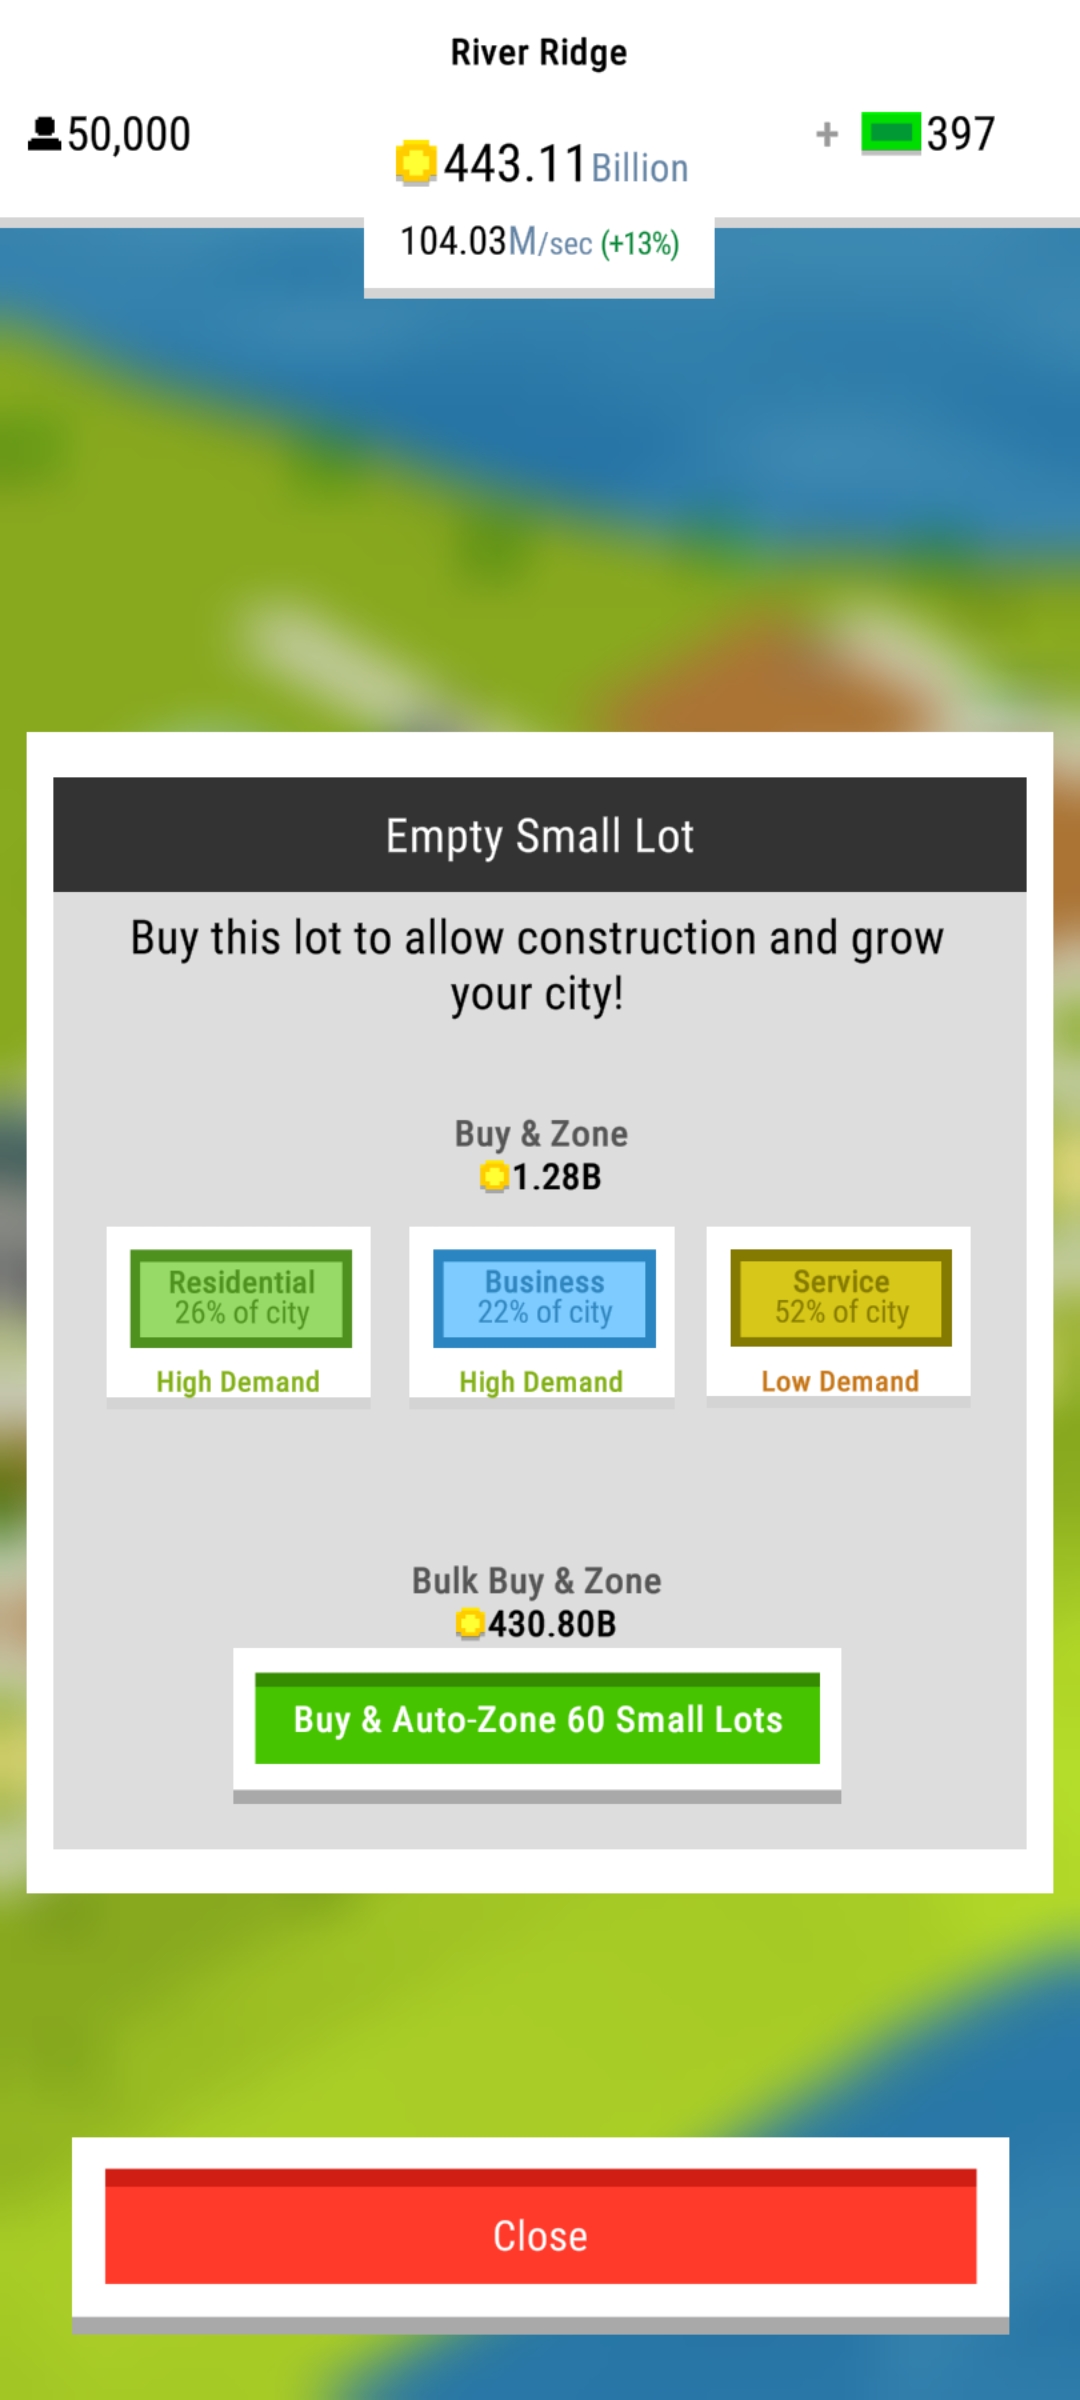 River Ridge
50,000
443.11 Billion
+ 397
104.03M/sec (+13%)
Empty Small Lot
Buy this lot to allow construction and grow
your city!
Buy & Zone
1.28B
Residential
26% of city
High Demand
Business
22% of city
High Demand
Service
52% of city
Low Demand
Bulk Buy & Zone
430.80B
Buy & Auto-Zone 60 Small Lots
Close